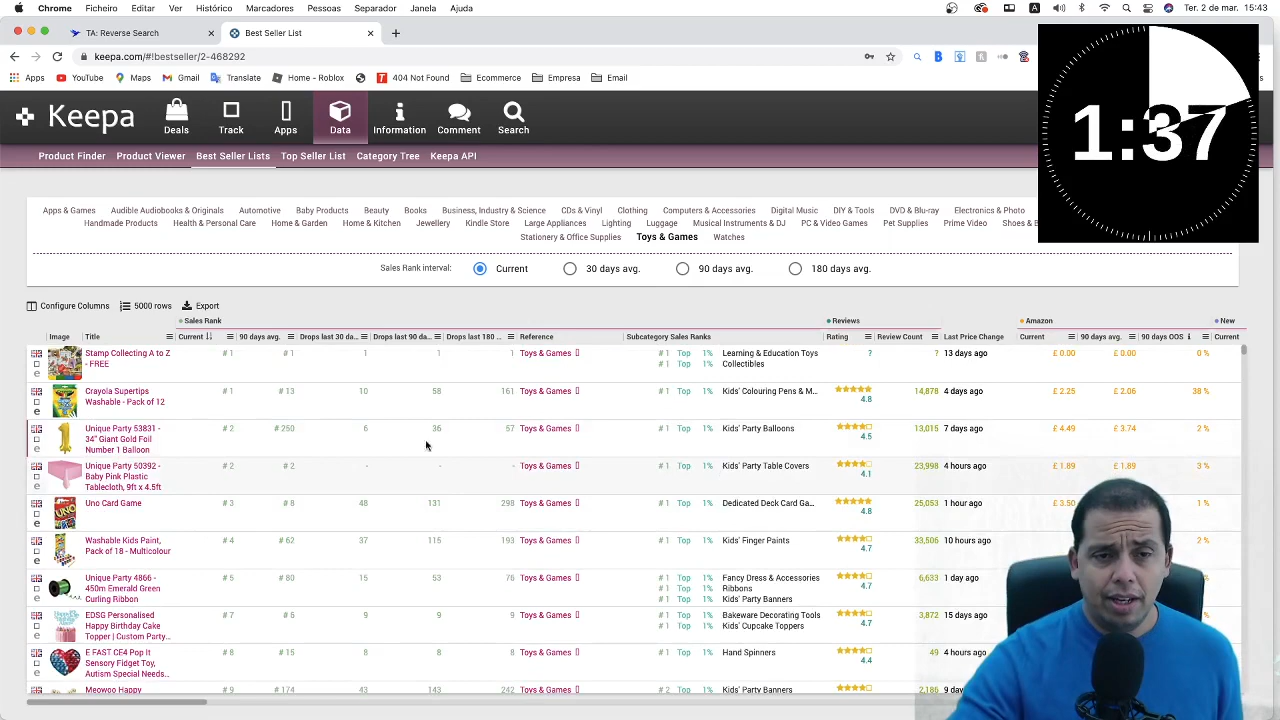 Chrome Ficheiro Editar Ver Histórico Marcadores Pessoas Separador Janela Ajuda A Ter. 2 de mar. 15:43
TA: Reverse Search × Best Seller List × +
keepa.com/#!bestseller/2-468292
Apps YouTube Maps Gmail Translate Home - Roblox 404 Not Found Ecommerce Empresa Email
1:37
Keepa
Deals Track Apps Data Information Comment Search
Product Finder Product Viewer Best Seller Lists Top Seller List Category Tree Keepa API
Apps & Games Audible Audiobooks & Originals Automotive Baby Products Beauty Books Business, Industry & Science CDs & Vinyl Clothing Computers & Accessories Digital Music DIY & Tools DVD & Blu-ray Electronics & Photo
Handmade Products Health & Personal Care Home & Garden Home & Kitchen Jewellery Kindle Store Large Appliances Lighting Luggage Musical Instruments & DJ PC & Video Games Pet Supplies Prime Video Shoes &
Stationery & Office Supplies Toys & Games Watches
Sales Rank interval: Current 30 days avg. 90 days avg. 180 days avg.
Configure Columns 5000 rows Export
Sales Rank Reviews Amazon New
Image Title Current 90 days avg. Drops last 30 da... Drops last 90 da... Drops last 180 ... Reference Subcategory Sales Ranks Rating Review Count Last Price Change Current 90 days avg. 90 days OOS Current
Stamp Collecting A to Z # 1 # 1 1 1 1 Toys & Games # 1 Top 1% Learning & Education Toys ? ? 13 days ago £ 0.00 £ 0.00 0 %
- FREE # 1 Top 1% Collectibles
Crayola Supertips # 1 # 13 10 58 161 Toys & Games # 1 Top 1% Kids' Colouring Pens & M... 14,878 4 days ago £ 2.25 £ 2.06 38 %
Washable - Pack of 12 4.8
Unique Party 53831 - # 2 # 250 6 36 57 Toys & Games # 1 Top 1% Kids' Party Balloons 13,015 7 days ago £ 4.49 £ 3.74 2 %
34" Giant Gold Foil 4.5
Number 1 Balloon
Unique Party 50392 - # 2 # 2 - - - Toys & Games # 1 Top 1% Kids' Party Table Covers 23,998 4 hours ago £ 1.89 £ 1.89 3 %
Baby Pink Plastic 4.1
Tablecloth, 9ft x 4.5ft
Uno Card Game # 3 # 8 48 131 298 Toys & Games # 1 Top 1% Dedicated Deck Card Ga... 25,053 1 hour ago £ 3.50 1 %
4.8
Washable Kids Paint, # 4 # 62 37 115 193 Toys & Games # 1 Top 1% Kids' Finger Paints 33,506 10 hours ago 2 %
Pack of 18 - Multicolour 4.7
Unique Party 4866 - # 5 # 80 15 53 76 Toys & Games # 1 Top 1% Fancy Dress & Accessories 6,633 1 day ago
450m Emerald Green # 1 Top 1% Ribbons 4.7
Curling Ribbon # 1 Top 1% Kids' Party Banners
EDSG Personalised # 7 # 6 9 9 9 Toys & Games # 1 Top 1% Bakeware Decorating Tools 3,872 15 days ago
Happy Birthday Cake # 1 Top 1% Kids' Cupcake Toppers 4.7
Topper | Custom Party...
E FAST CE4 Pop It # 8 # 15 8 8 8 Toys & Games # 1 Top 1% Hand Spinners 49 4 hours ago
Sensory Fidget Toy, 4.4
Autism Special Needs...
Meowoo Happy # 9 # 174 43 143 242 Toys & Games # 2 Top 1% Kids' Party Banners 2,186 9